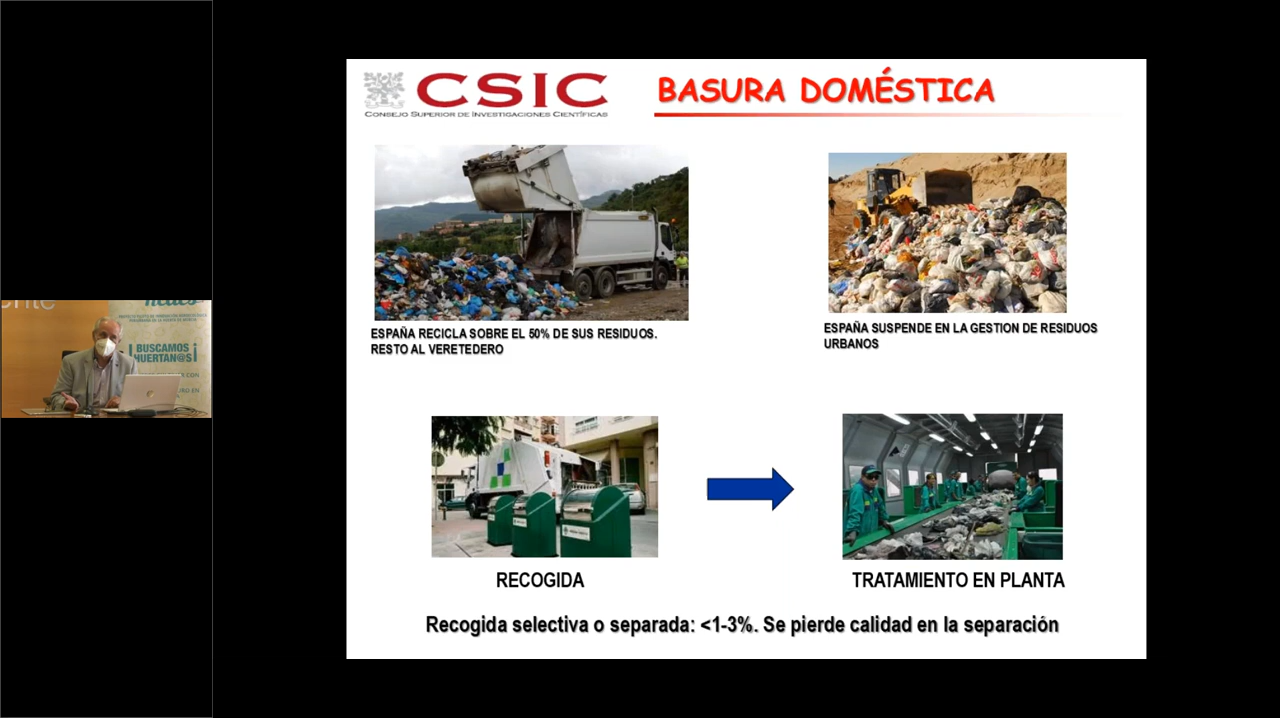 CSIC
CONSEJO SUPERIOR DE INVESTIGACIONES CIENTÍFICAS
BASURA DOMÉSTICA
ESPAÑA RECICLA SOBRE EL 50% DE SUS RESIDUOS.
RESTO AL VERETEDERO
ESPAÑA SUSPENDE EN LA GESTION DE RESIDUOS
URBANOS
RECOGIDA
TRATAMIENTO EN PLANTA
Recogida selectiva o separada: <1-3%. Se pierde calidad en la separación
¡BUSCAMOS
HUERTAN@S!